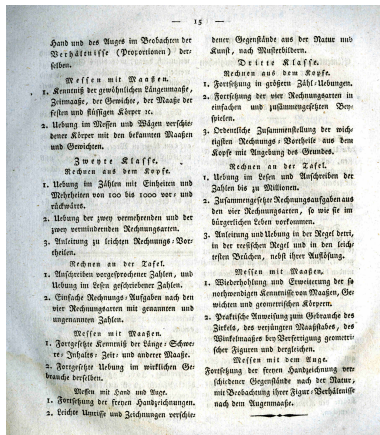 — 15 —
Hand und des Auges im Beobachten der
Verhältnisse (Proportionen) der-
selben.
Messen mit Maaßen.
1. Kenntniß der gewöhnlichen Längenmaaße,
Zeitmaaße, der Gewichte, der Maaße der
festen und flüssigen Körper ꝛc.
2. Uebung im Messen und Wägen verschie-
dener Körper mit den bekannten Maaßen
und Gewichten.
Zweyte Klasse.
Rechnen aus dem Kopfe.
1. Uebung im Zählen mit Einheiten und
Mehrheiten von 100 bis 1000 vor- und
rückwärts.
2. Uebung der zwey vermehrenden und der
zwey vermindernden Rechnungsarten.
3. Anleitung zu leichten Rechnungs-Vor-
theilen.
Rechnen an der Tafel.
1. Anschreiben vorgesprochener Zahlen, und
Uebung im Lesen geschriebener Zahlen.
2. Einfache Rechnungs-Aufgaben nach den
vier Rechnungsarten mit genannten und
ungenannten Zahlen.
Messen mit Maaßen.
1. Fortgesetzte Kenntniß der Länge- Schwe-
re- Inhalts- Zeit- und anderer Maaße.
2. Fortgesetzte Uebung im wirklichen Ge-
brauche derselben.
Messen mit Hand und Auge.
1. Fortsetzung der freyen Handzeichnungen.
2. Leichte Umrisse und Zeichnungen verschie-
dener Gegenstände aus der Natur und
Kunst, nach Musterbildern.
Dritte Klasse.
Rechnen aus dem Kopfe.
1. Fortsetzung in größern Zähl-Uebungen.
2. Fortsetzung der vier Rechnungsarten in
einfachen und zusammengesetzten Bey-
spielen.
3. Ordentliche Zusammenstellung der wich-
tigsten Rechnungs-Vortheile aus dem
Kopfe mit Angebung des Grundes.
Rechnen an der Tafel.
1. Uebung im Lesen und Anschreiben der
Zahlen bis zu Millionen.
2. Zusammengesetzte Rechnungsaufgaben aus
den vier Rechnungsarten, so wie sie im
bürgerlichen Leben vorkommen.
3. Anleitung und Uebung in der Regel detri,
in der reesischen Regel und in den leich-
testen Brüchen, nebst ihrer Auflösung.
Messen mit Maaßen.
1. Wiederhohlung und Erweiterung der so
nothwendigen Kenntnisse von Maaßen, Ge-
wichten und geometrischen Körpern.
2. Praktische Anweisung zum Gebrauche des
Zirkels, des verjüngten Maaßstabes, des
Winkelmaaßes bey Verfertigung geometri-
scher Figuren und dergleichen.
Messen mit dem Auge.
Fortsetzung der freyen Handzeichnung ver-
schiedener Gegenstände nach der Natur,
mit Beobachtung ihrer Figur-Verhältnisse
nach dem Augenmaaße.